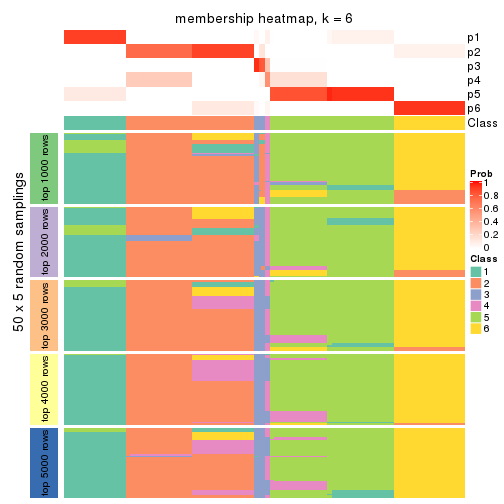 membership heatmap, k = 6
p1
p2
p3
p4
p5
p6
Class
50 x 5 random samplings
top 1000 rows
top 2000 rows
top 3000 rows
top 4000 rows
top 5000 rows
Prob
1
0.8
0.6
0.4
0.2
0
Class
1
2
3
4
5
6